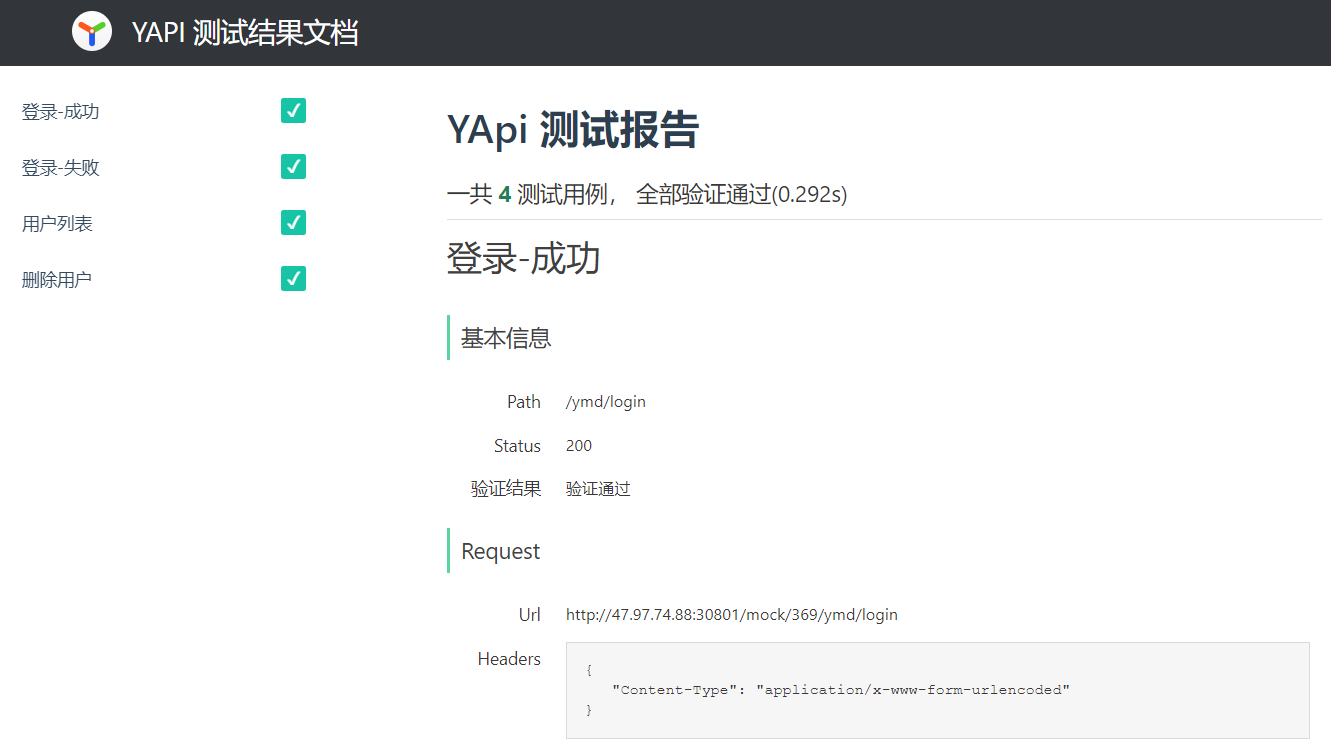 YAPI 测试结果文档
登录-成功
登录-失败
用户列表
删除用户
YApi 测试报告
一共 4 测试用例， 全部验证通过(0.292s)
登录-成功
基本信息
Path /ymd/login
Status 200
验证结果 验证通过
Request
Url http://47.97.74.88:30801/mock/369/ymd/login
Headers
{
"Content-Type": "application/x-www-form-urlencoded"
}